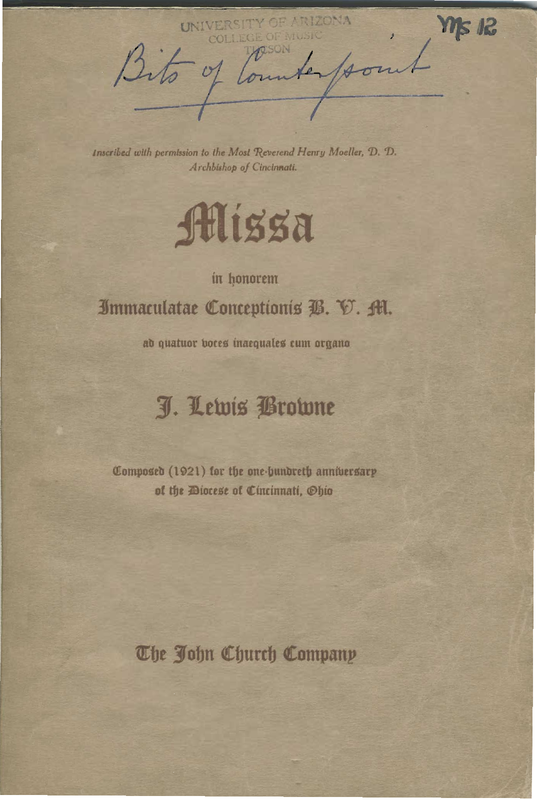 UNIVERSITY OF ARIZONA
COLLEGE OF MUSIC
TUCSON
Ms 12
Bits of Counterpoint
Inscribed with permission to the Most Reverend Henry Moeller, D. D.
Archbishop of Cincinnati.
Missa
in honorem
Immaculatae Conceptionis B. V. M.
ad quatuor voces inaequales cum organo
J. Lewis Browne
Composed (1921) for the one-hundreth anniversary
of the Diocese of Cincinnati, Ohio
The John Church Company